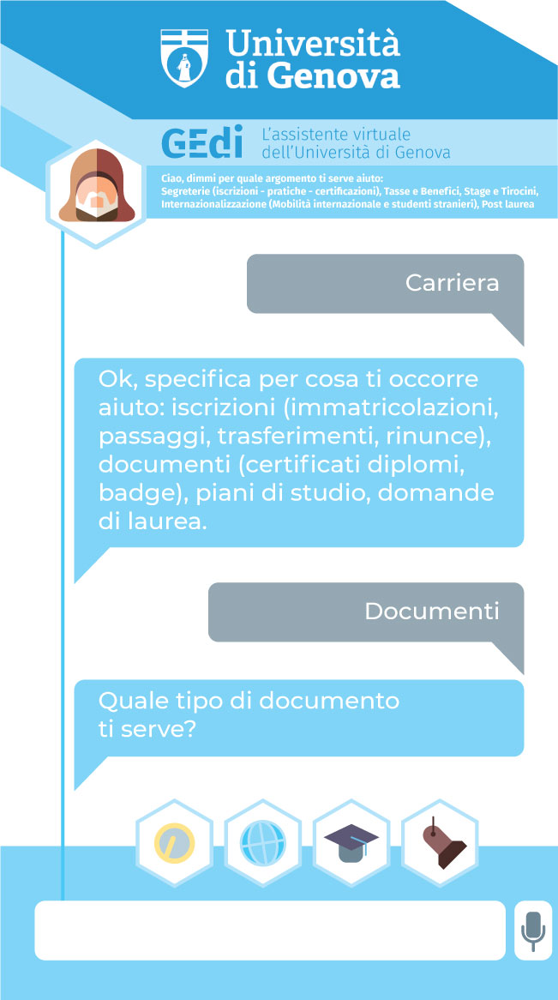 Università
di Genova
GEdi
L'assistente virtuale
dell'Università di Genova
Ciao, dimmi per quale argomento ti serve aiuto:
Segreterie (iscrizioni - pratiche - certificazioni), Tasse e Benefici, Stage e Tirocini,
Internazionalizzazione (Mobilità internazionale e studenti stranieri), Post laurea
Carriera
Ok, specifica per cosa ti occorre
aiuto: iscrizioni (immatricolazioni,
passaggi, trasferimenti, rinunce),
documenti (certificati diplomi,
badge), piani di studio, domande
di laurea.
Documenti
Quale tipo di documento
ti serve?